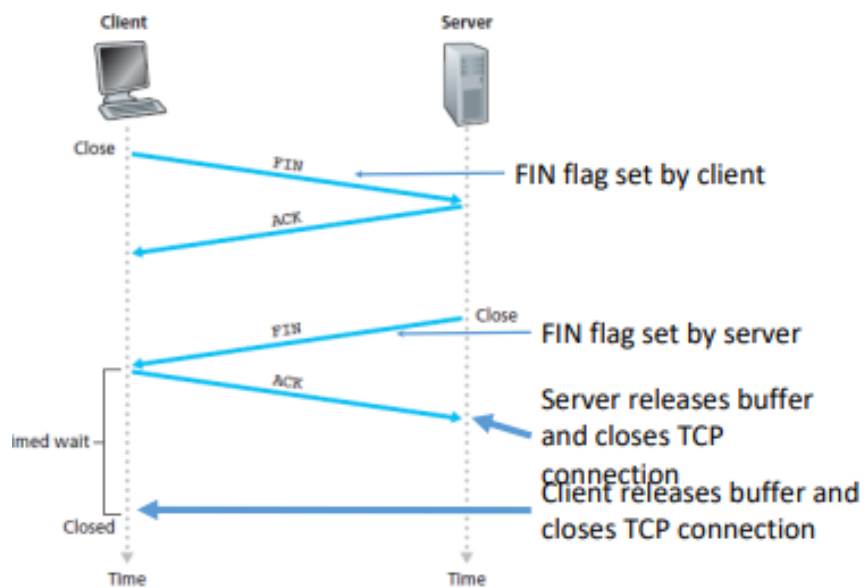 Client
Server
Close
FIN
FIN flag set by client
ACK
Close
FIN
FIN flag set by server
ACK
Server releases buffer
and closes TCP
connection
imed wait
Client releases buffer and
closes TCP connection
Closed
Time
Time